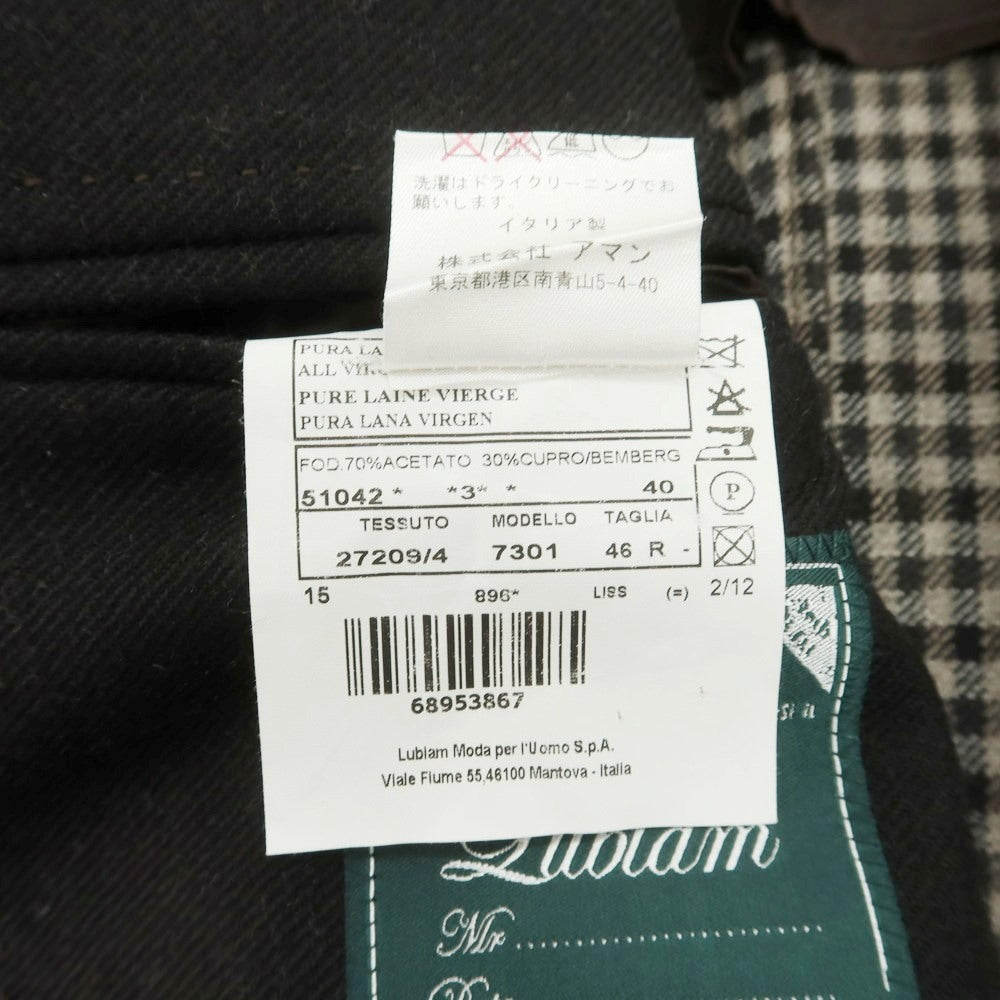 洗濯はドライクリーニングでお
願いします。
イタリア製
株式会社 アマン
東京都港区南青山5-4-40
PURA
ALL
PURE LAINE VIERGE
PURA LANA VIRGEN
FOD.70%ACETATO 30%CUPRO/BEMBERG
51042 * *3* * 40
TESSUTO MODELLO TAGLIA
27209/4 7301 46 R -
15 896* LISS (=) 2/12
P
68953867
Lubiam Moda per l'Uomo S.p.A.
Viale Fiume 55,46100 Mantova - Italia
Lubiam
Mr